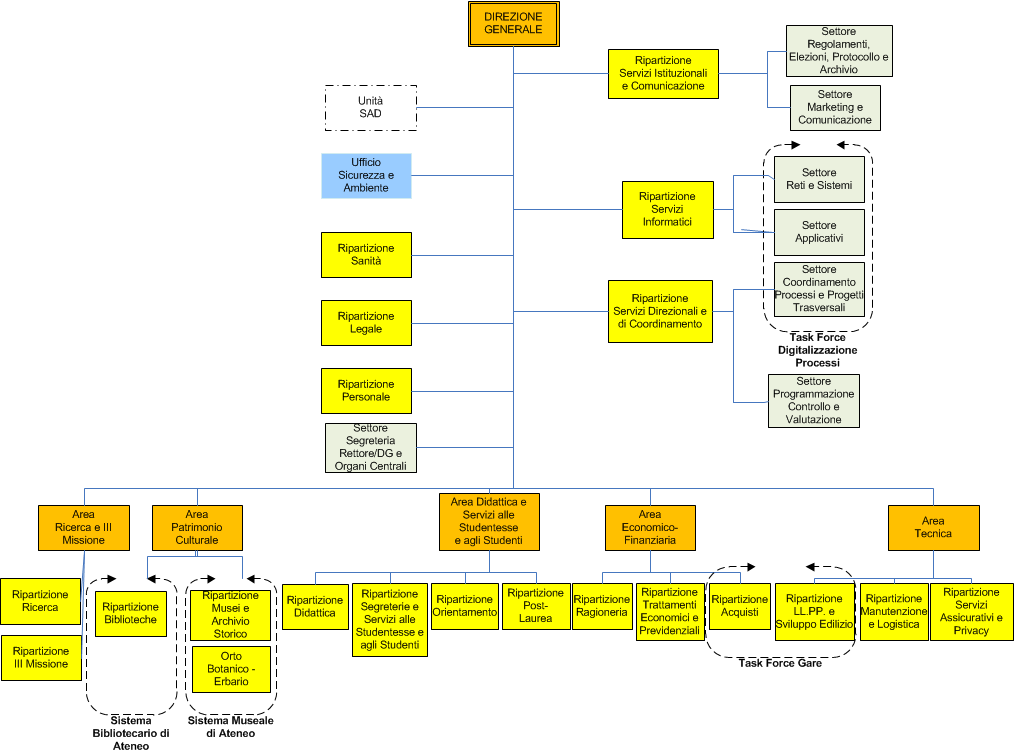 DIREZIONE
GENERALE
Ripartizione
Servizi Istituzionali
e Comunicazione
Settore
Regolamenti,
Elezioni, Protocollo e
Archivio
Settore
Marketing e
Comunicazione
Unità
SAD
Ufficio
Sicurezza e
Ambiente
Ripartizione
Servizi
Informatici
Settore
Reti e Sistemi
Settore
Applicativi
Ripartizione
Sanità
Ripartizione
Servizi Direzionali e
di Coordinamento
Settore
Coordinamento
Processi e Progetti
Trasversali
Task Force
Digitalizzazione
Processi
Settore
Programmazione
Controllo e
Valutazione
Ripartizione
Legale
Ripartizione
Personale
Settore
Segreteria
Rettore/DG e
Organi Centrali
Area
Ricerca e III
Missione
Area
Patrimonio
Culturale
Area Didattica e
Servizi alle
Studentesse
e agli Studenti
Area
Economico-
Finanziaria
Area
Tecnica
Ripartizione
Ricerca
Ripartizione
III Missione
Ripartizione
Biblioteche
Sistema
Bibliotecario di
Ateneo
Ripartizione
Musei e
Archivio
Storico
Orto
Botanico -
Erbario
Sistema Museale
di Ateneo
Ripartizione
Didattica
Ripartizione
Segreterie e
Servizi alle
Studentesse e
agli Studenti
Ripartizione
Orientamento
Ripartizione
Post-
Laurea
Ripartizione
Ragioneria
Ripartizione
Trattamenti
Economici e
Previdenziali
Ripartizione
Acquisti
Ripartizione
LL.PP. e
Sviluppo Edilizio
Task Force Gare
Ripartizione
Manutenzione
e Logistica
Ripartizione
Servizi
Assicurativi e
Privacy